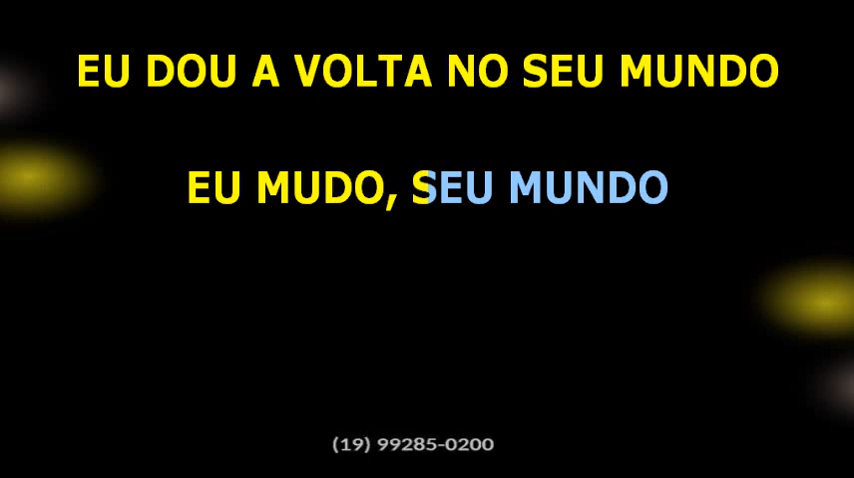 EU DOU A VOLTA NO SEU MUNDO
EU MUDO, SEU MUNDO
(19) 99285-0200